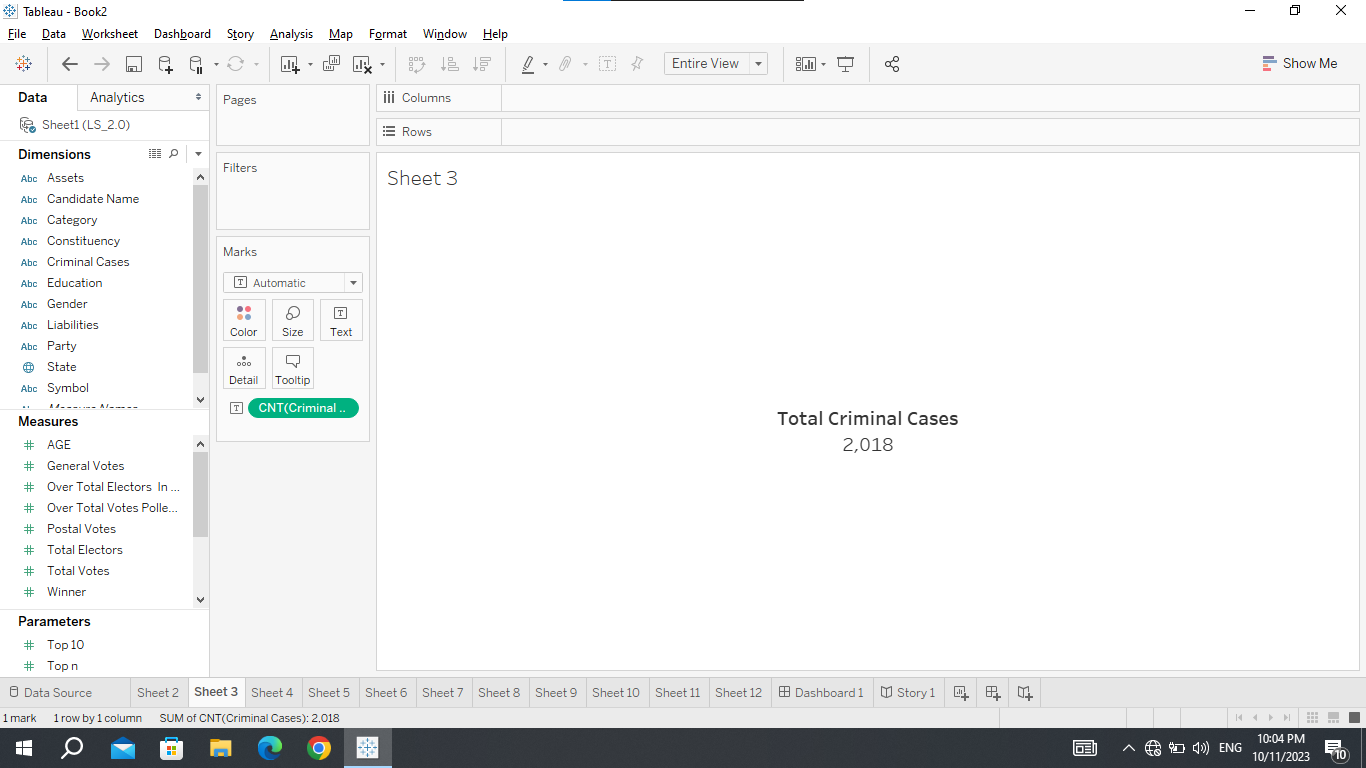 Tableau - Book2
File Data Worksheet Dashboard Story Analysis Map Format Window Help
Entire View
Show Me
Data Analytics
Sheet1 (LS_2.0)
Dimensions
Abc Assets
Abc Candidate Name
Abc Category
Abc Constituency
Abc Criminal Cases
Abc Education
Abc Gender
Abc Liabilities
Abc Party
State
Abc Symbol
Measures
# AGE
# General Votes
# Over Total Electors In ...
# Over Total Votes Polle...
# Postal Votes
# Total Electors
# Total Votes
# Winner
Parameters
# Top 10
# Top n
Pages
Filters
Marks
T Automatic
Color Size Text
Detail Tooltip
T CNT(Criminal ..
Columns
Rows
Sheet 3
Total Criminal Cases
2,018
Data Source Sheet 2 Sheet 3 Sheet 4 Sheet 5 Sheet 6 Sheet 7 Sheet 8 Sheet 9 Sheet 10 Sheet 11 Sheet 12 Dashboard 1 Story 1
1 mark 1 row by 1 column SUM of CNT(Criminal Cases): 2,018
ENG
10:04 PM
10/11/2023
10